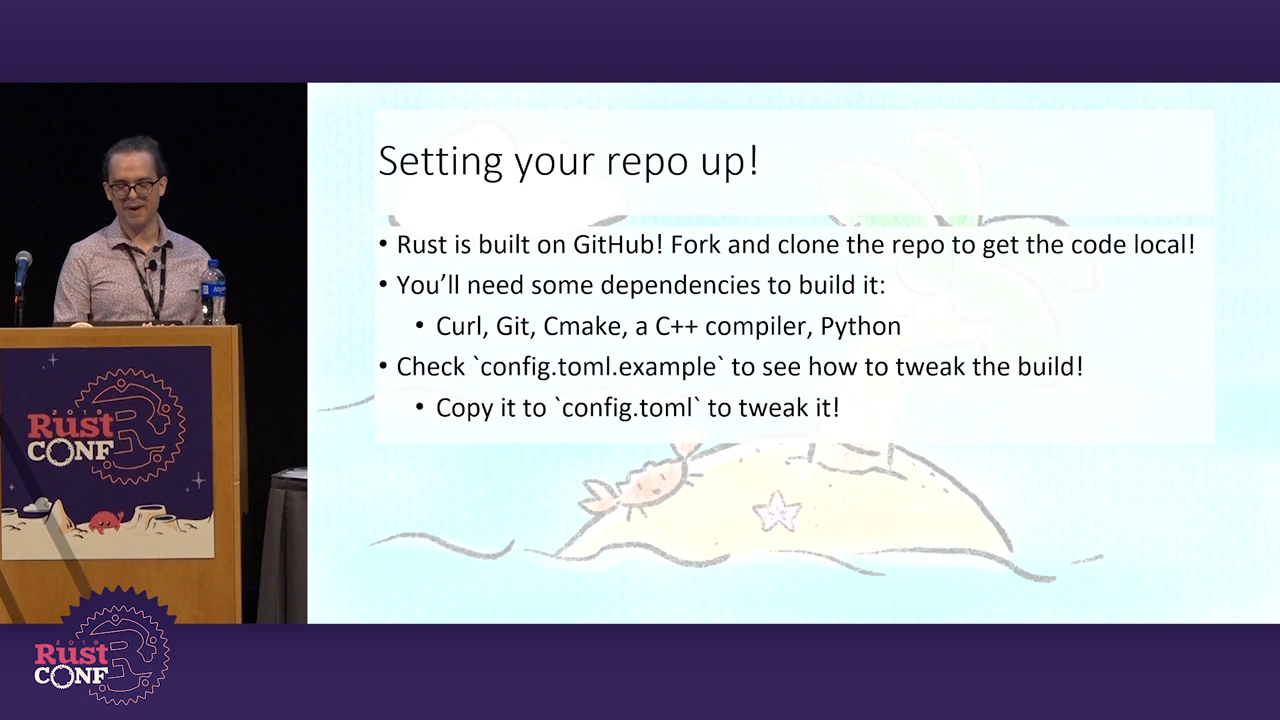 Setting your repo up!
• Rust is built on GitHub! Fork and clone the repo to get the code local!
• You’ll need some dependencies to build it:
• Curl, Git, Cmake, a C++ compiler, Python
• Check `config.toml.example` to see how to tweak the build!
• Copy it to `config.toml` to tweak it!
2019
Rust
CONF
2019
Rust
CONF